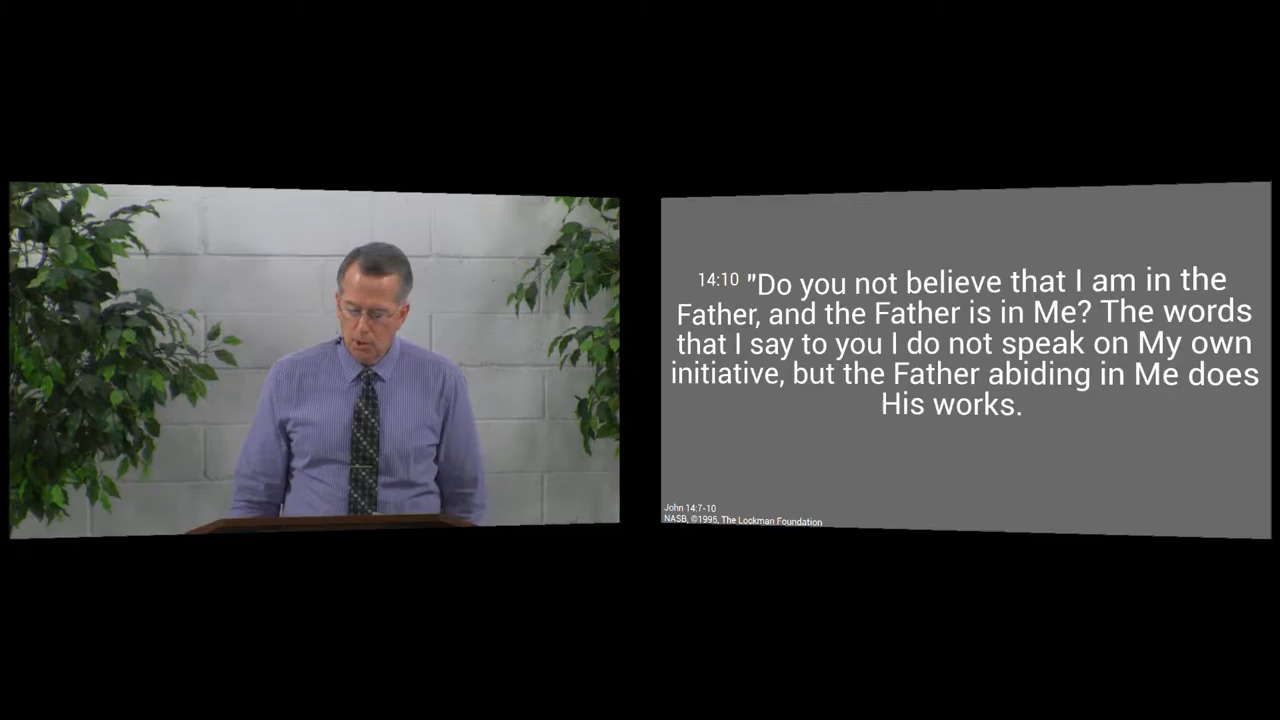 14:10 "Do you not believe that I am in the
Father, and the Father is in Me? The words
that I say to you I do not speak on My own
initiative, but the Father abiding in Me does
His works.
John 14:7-10
NASB, ©1995, The Lockman Foundation